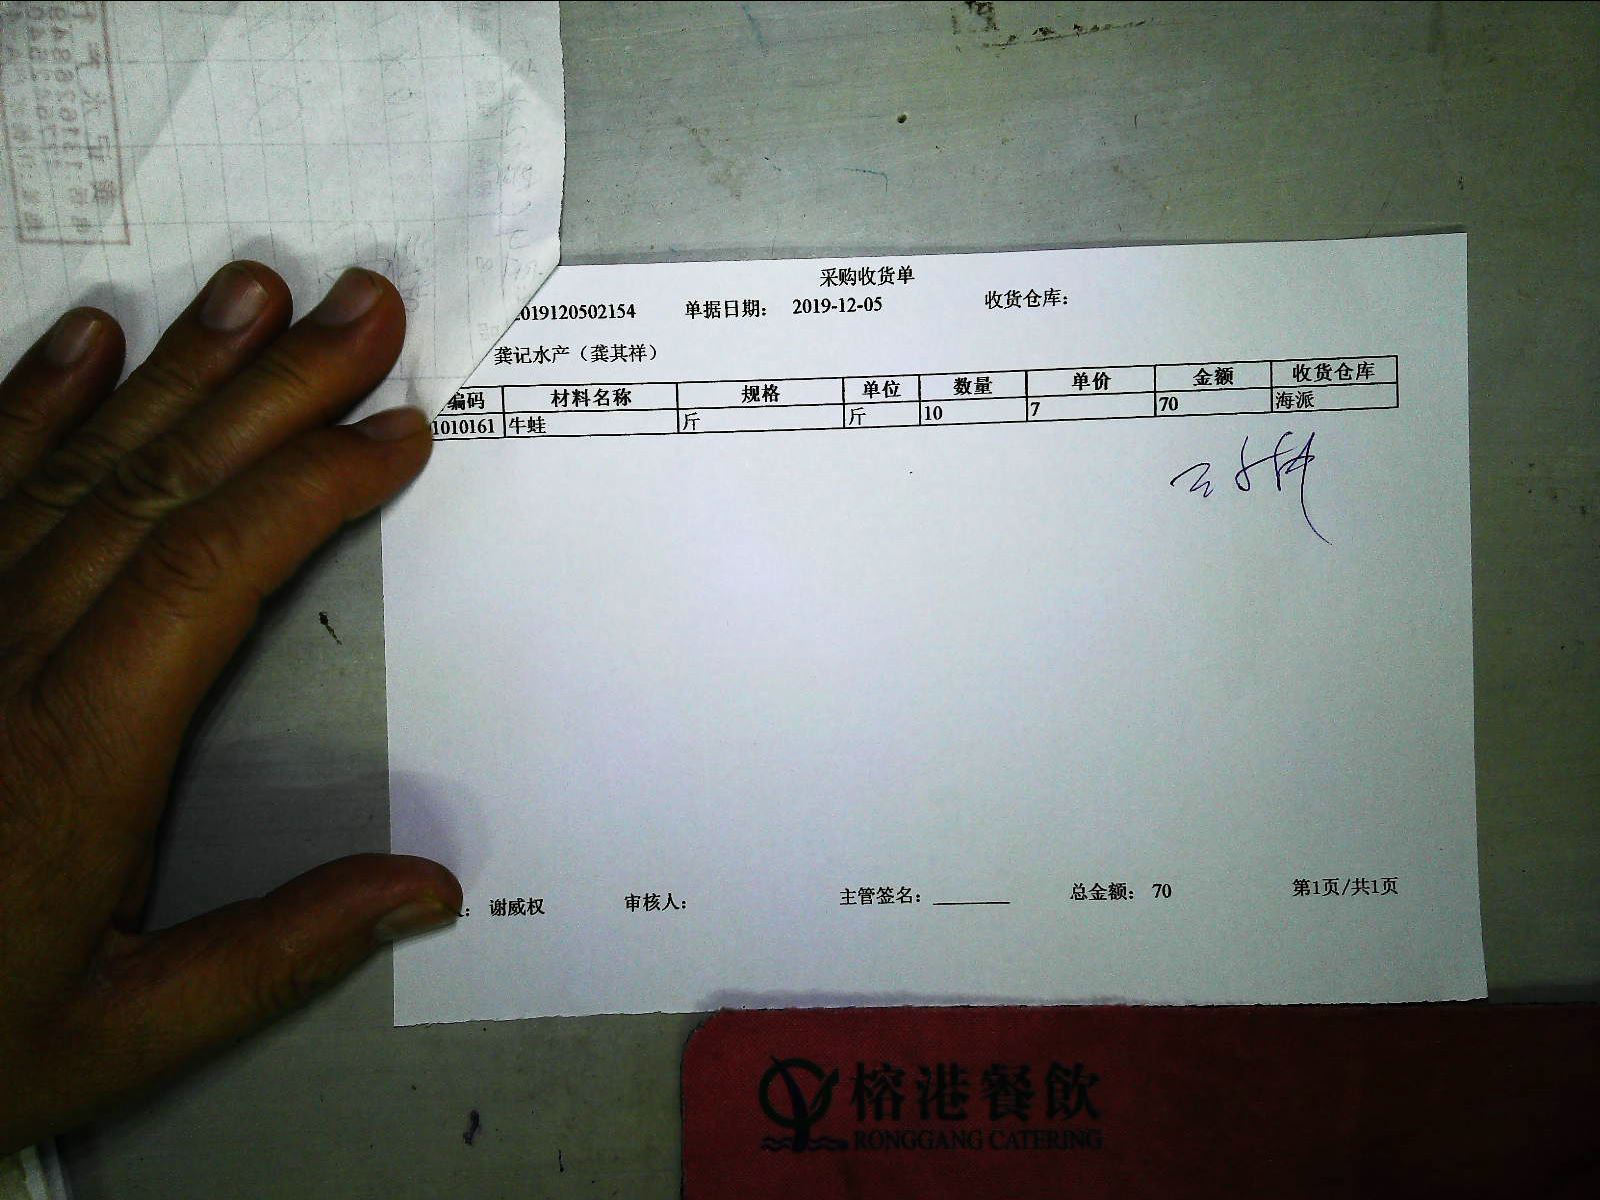 采购收货单
2019120502154 单据日期： 2019-12-05 收货仓库：
龚记水产（龚其祥）
编码 材料名称 规格 单位 数量 单价 金额 收货仓库
1010161 牛蛙 斤 斤 10 7 70 海派
谢威权 审核人： 主管签名：________ 总金额： 70 第1页/共1页
榕港餐飲
RONGGANG CATERING